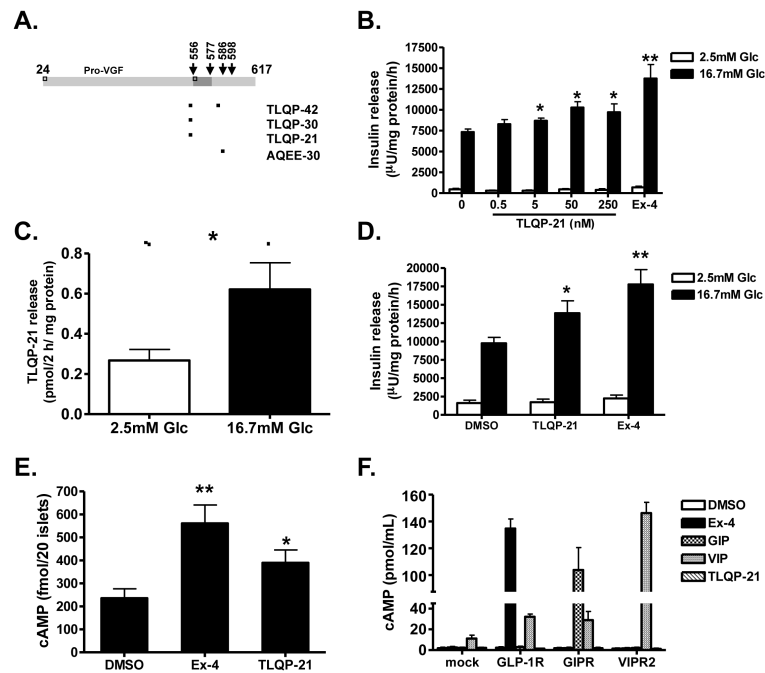 A.
556
577
586
598
24
Pro-VGF
617
TLQP-42
TLQP-30
TLQP-21
AQEE-30
B.
Insulin release
(µU/mg protein/h)
17500
15000
12500
10000
7500
5000
2500
0
* * * **
2.5mM Glc
16.7mM Glc
0 0.5 5 50 250 Ex-4
TLQP-21 (nM)
C.
TLQP-21 release
(pmol/2 h/ mg protein)
0.8
0.6
0.4
0.2
0.0
*
2.5mM Glc 16.7mM Glc
D.
Insulin release
(µU/mg protein/h)
20000
17500
15000
12500
10000
7500
5000
2500
0
* **
2.5mM Glc
16.7mM Glc
DMSO TLQP-21 Ex-4
E.
cAMP (fmol/20 islets)
700
600
500
400
300
200
100
0
** *
DMSO Ex-4 TLQP-21
F.
cAMP (pmol/mL)
160
140
120
100
80
40
20
0
DMSO
Ex-4
GIP
VIP
TLQP-21
mock GLP-1R GIPR VIPR2